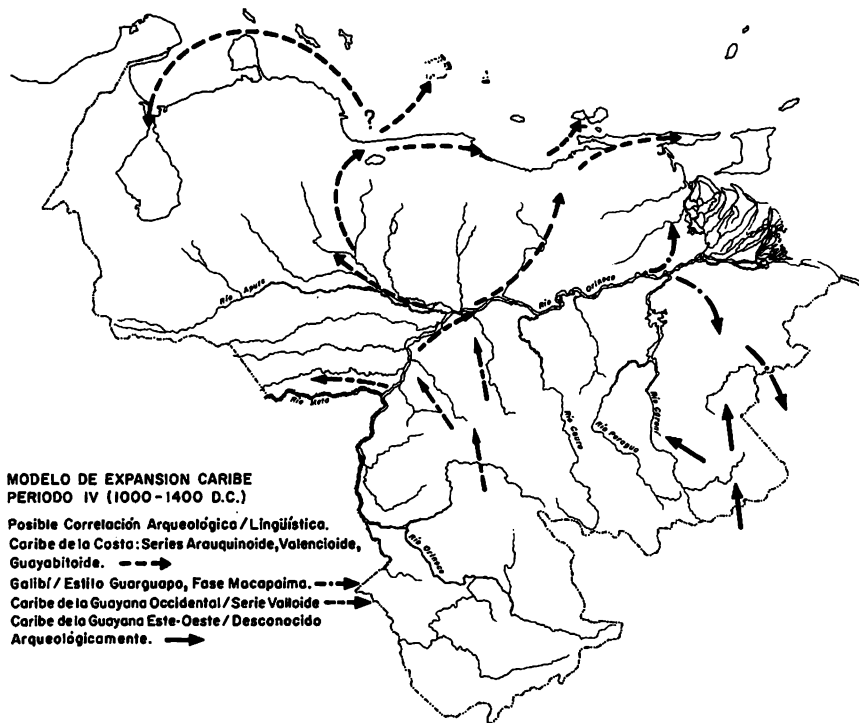 ?
Río Apure
Río Orinoco
Río Meta
Río Caura
Río Paragua
Río Caroní
Río Orinoco
MODELO DE EXPANSION CARIBE
PERIODO IV (1000-1400 D.C.)
Posible Correlación Arqueológica/Lingüística.
Caribe de la Costa: Series Arauquinoide, Valencioide,
Guayabitoide.
Galibí/Estilo Guarguapo, Fase Macapaima.
Caribe de la Guayana Occidental/Serie Valloide
Caribe de la Guayana Este-Oeste/Desconocido
Arqueológicamente.